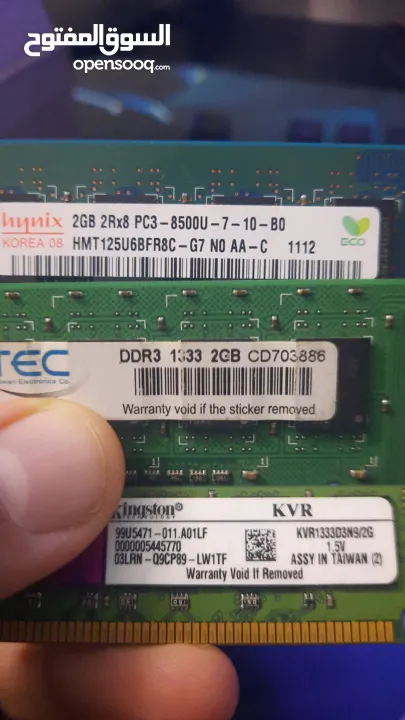 السوق المفتوح
opensooq.com
hynix
KOREA 08
2GB 2Rx8 PC3-8500U-7-10-B0
HMT125U6BFR8C-G7 N0 AA-C 1112
GCO
TEC
DDR3 1333 2GB CD703886
Warranty void if the sticker removed
Kingston®
KVR
99U5471-011.A01LF
0000005445770
03LRN-Q9CP89-LW1TF
KVR1333D3N9/2G
1.5V
ASSY IN TAIWAN (2)
Warranty Void If Removed